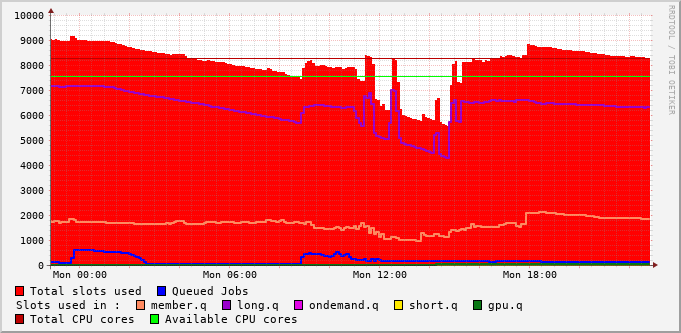 RRDTOOL / TOBI OETIKER
10000
9000
8000
7000
6000
5000
4000
3000
2000
1000
0
Mon 00:00 Mon 06:00 Mon 12:00 Mon 18:00
Total slots used Queued Jobs
Slots used in : member.q long.q ondemand.q short.q gpu.q
Total CPU cores Available CPU cores